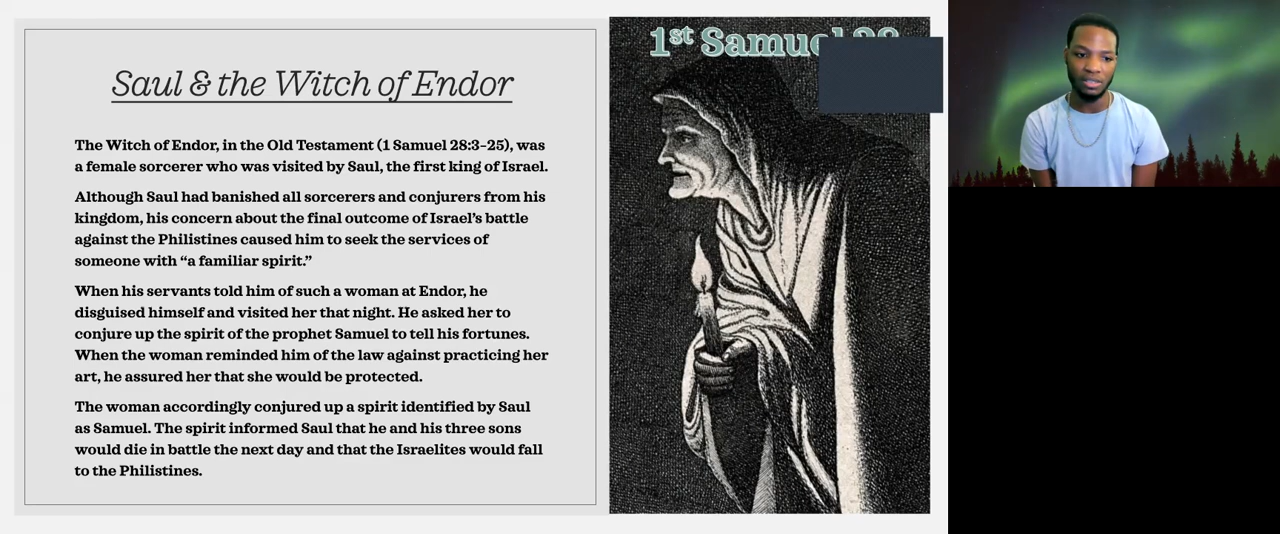 Saul & the Witch of Endor
The Witch of Endor, in the Old Testament (1 Samuel 28:3–25), was
a female sorcerer who was visited by Saul, the first king of Israel.
Although Saul had banished all sorcerers and conjurers from his
kingdom, his concern about the final outcome of Israel’s battle
against the Philistines caused him to seek the services of
someone with “a familiar spirit.”
When his servants told him of such a woman at Endor, he
disguised himself and visited her that night. He asked her to
conjure up the spirit of the prophet Samuel to tell his fortunes.
When the woman reminded him of the law against practicing her
art, he assured her that she would be protected.
The woman accordingly conjured up a spirit identified by Saul
as Samuel. The spirit informed Saul that he and his three sons
would die in battle the next day and that the Israelites would fall
to the Philistines.
1st Samuel